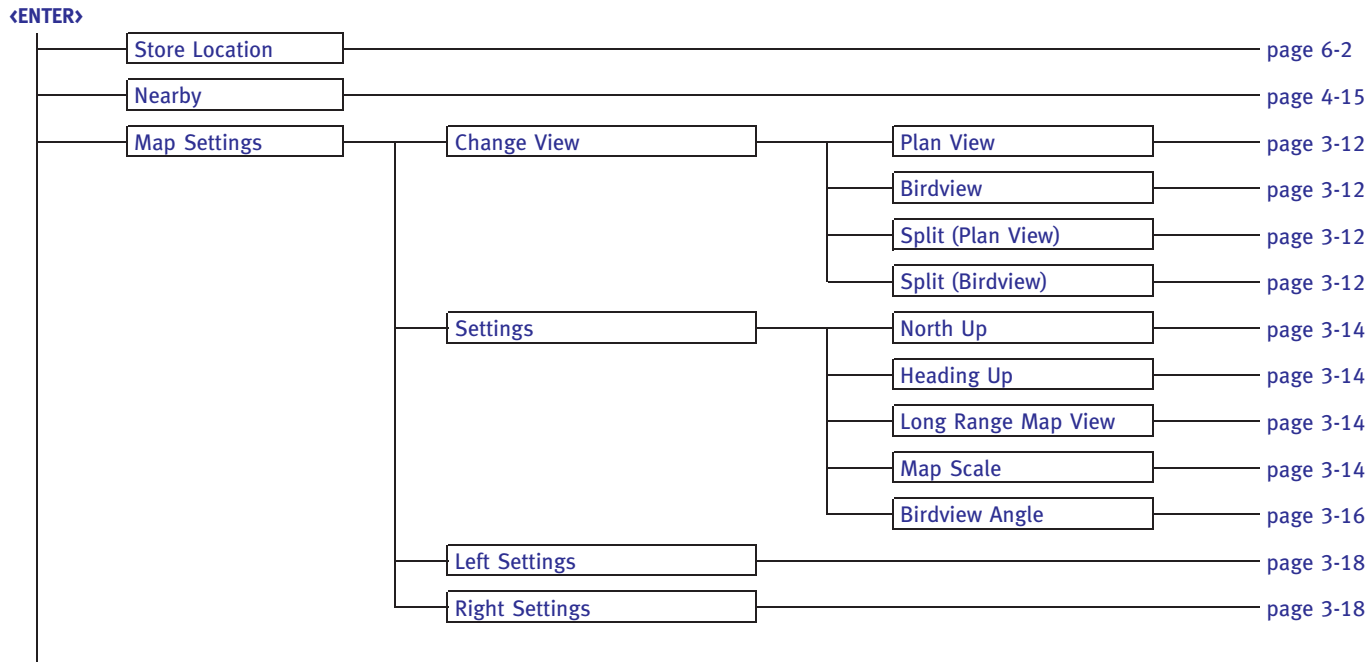 <ENTER>
Store Location page 6-2
Nearby page 4-15
Map Settings Change View Plan View page 3-12
Birdview page 3-12
Split (Plan View) page 3-12
Split (Birdview) page 3-12
Settings North Up page 3-14
Heading Up page 3-14
Long Range Map View page 3-14
Map Scale page 3-14
Birdview Angle page 3-16
Left Settings page 3-18
Right Settings page 3-18